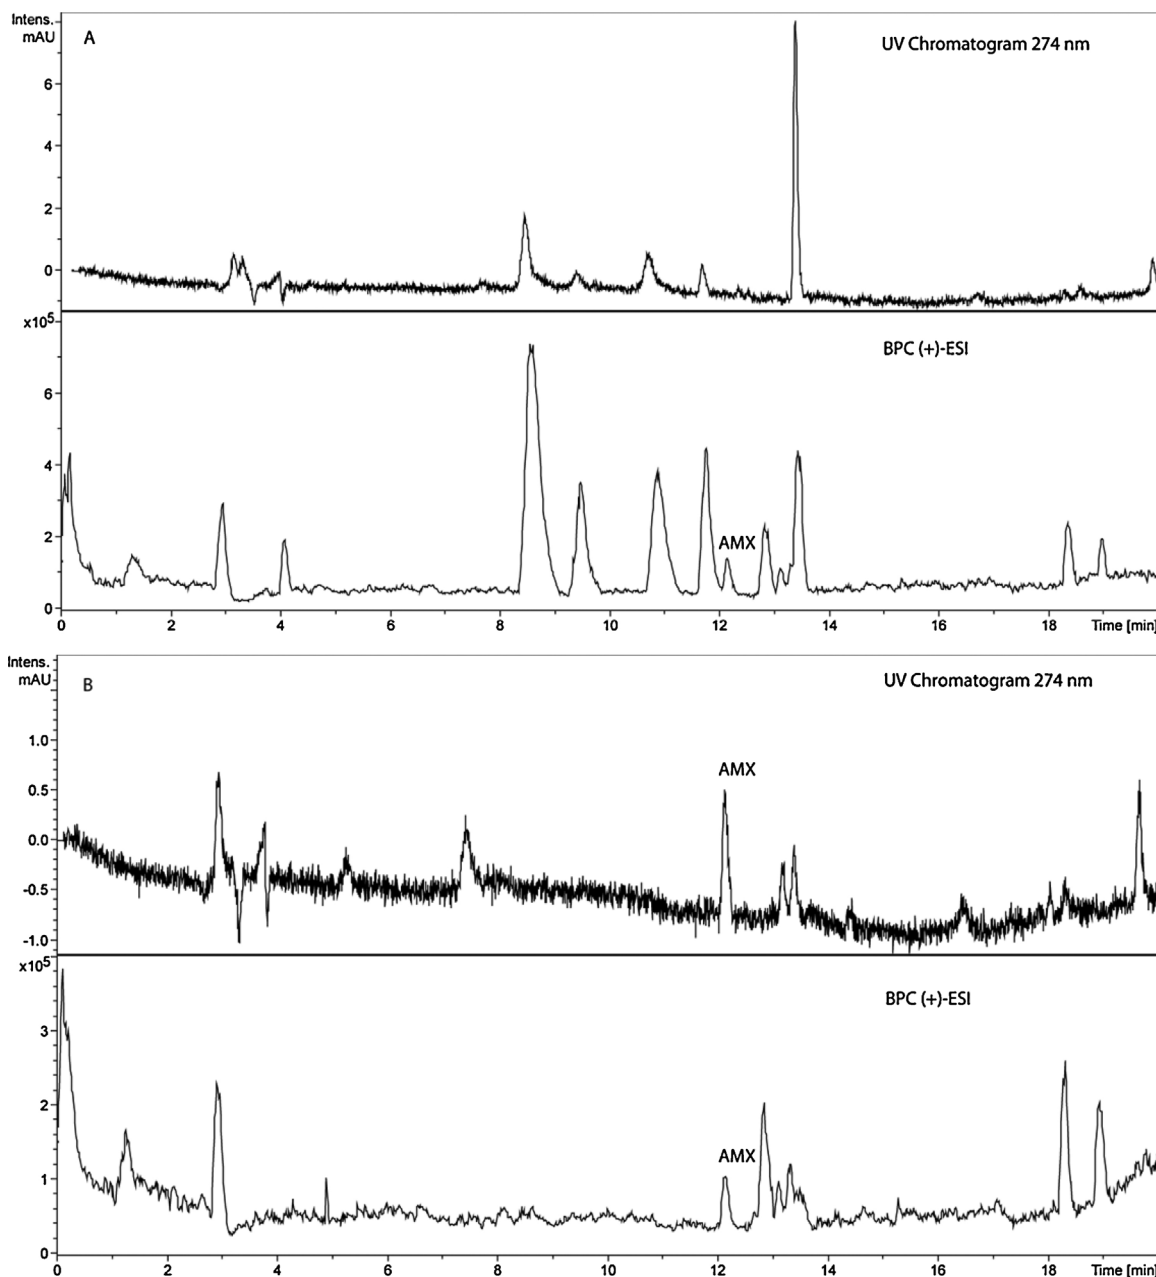 Intens.
mAU
A
UV Chromatogram 274 nm
6
4
2
0
x10⁵
BPC (+)-ESI
6
4
2
0
AMX
0 2 4 6 8 10 12 14 16 18 Time [min]
Intens.
mAU
B
UV Chromatogram 274 nm
1.0
0.5
0.0
-0.5
-1.0
AMX
x10⁵
BPC (+)-ESI
3
2
1
0
AMX
0 2 4 6 8 10 12 14 16 18 Time [min]